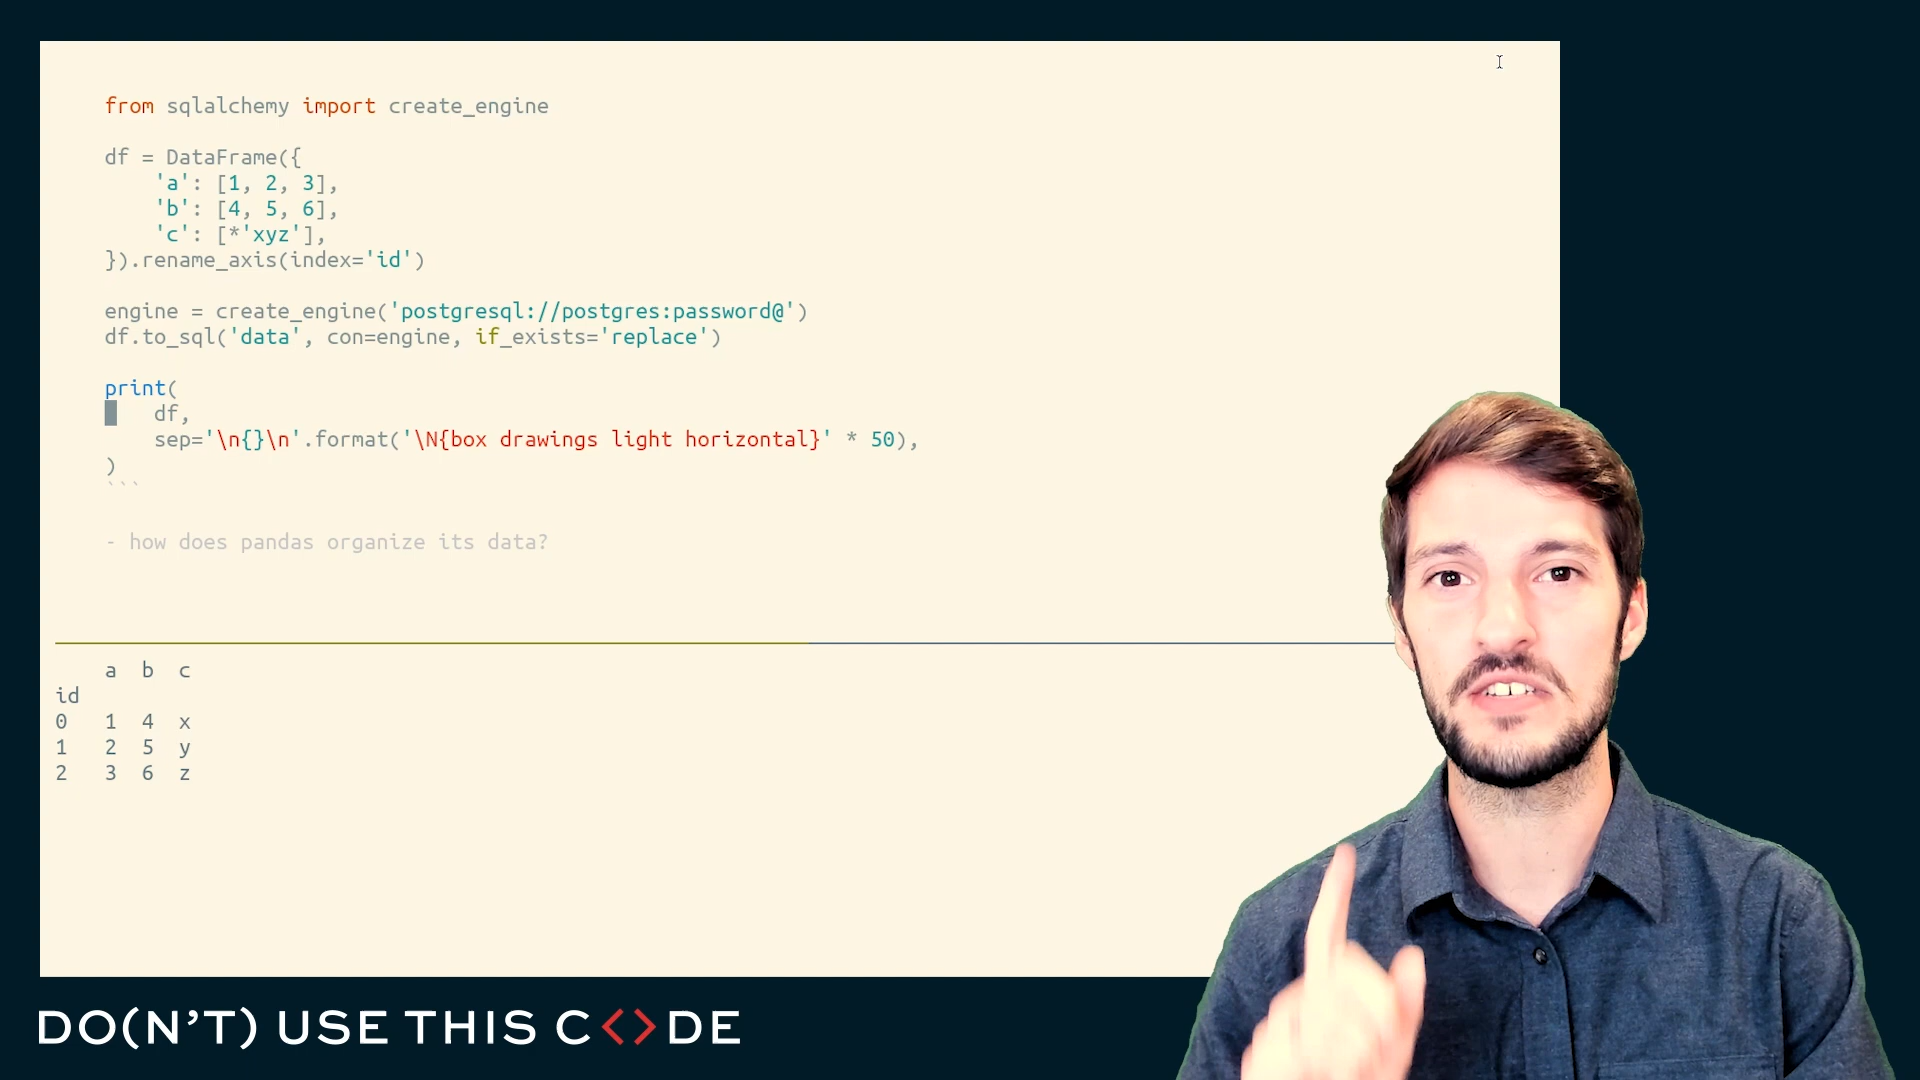 from sqlalchemy import create_engine
df = DataFrame({
    'a': [1, 2, 3],
    'b': [4, 5, 6],
    'c': [*'xyz'],
}).rename_axis(index='id')
engine = create_engine('postgresql://postgres:password@')
df.to_sql('data', con=engine, if_exists='replace')
print(
    df,
    sep='\n{}\n'.format('\N{box drawings light horizontal}' * 50),
)
```
- how does pandas organize its data?
    a  b  c
id
0   1  4  x
1   2  5  y
2   3  6  z
DO(N'T) USE THIS C<>DE